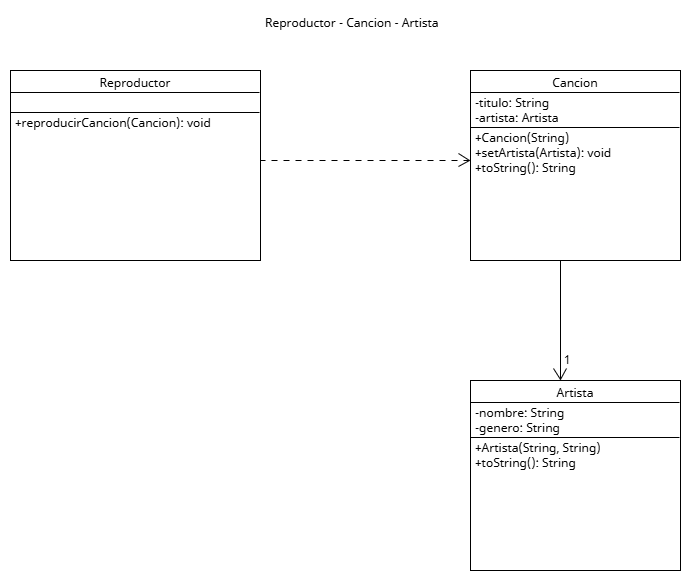 Reproductor - Cancion - Artista
Reproductor
+reproducirCancion(Cancion): void
Cancion
-titulo: String
-artista: Artista
+Cancion(String)
+setArtista(Artista): void
+toString(): String
1
Artista
-nombre: String
-genero: String
+Artista(String, String)
+toString(): String